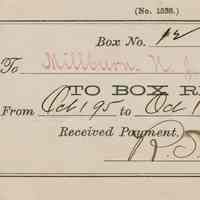 (No. 1538.)
Box No. 12
To Millburn. N. J
TO BOX R
From Oct 1 95 to Oct 1
Received Payment,
R. S.